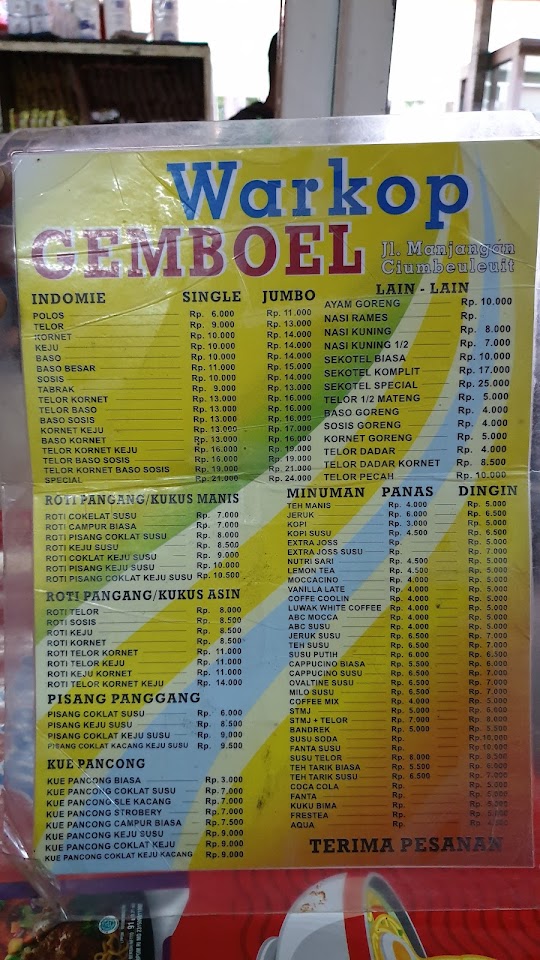 Warkop
GEMBOEL
Jl. Manjangan
Ciumbeuleuit
INDOMIE SINGLE JUMBO
POLOS Rp. 6.000 Rp. 11.000
TELOR Rp. 9.000 Rp. 13.000
KORNET Rp. 10.000 Rp. 14.000
KEJU Rp. 10.000 Rp. 14.000
BASO Rp. 10.000 Rp. 14.000
BASO BESAR Rp. 11.000 Rp. 15.000
SOSIS Rp. 10.000 Rp. 14.000
TABRAK Rp. 9.000 Rp. 13.000
TELOR KORNET Rp. 13.000 Rp. 16.000
TELOR BASO Rp. 13.000 Rp. 16.000
BASO SOSIS Rp. 13.000 Rp. 16.000
KORNET KEJU Rp. 13.000 Rp. 17.000
BASO KORNET Rp. 13.000 Rp. 16.000
TELOR KORNET KEJU Rp. 16.000 Rp. 19.000
TELOR BASO SOSIS Rp. 16.000 Rp. 19.000
TELOR KORNET BASO SOSIS Rp. 19.000 Rp. 21.000
SPECIAL Rp. 21.000 Rp. 24.000
LAIN - LAIN
AYAM GORENG Rp. 10.000
NASI RAMES Rp.
NASI KUNING Rp. 8.000
NASI KUNING 1/2 Rp. 7.000
SEKOTEL BIASA Rp. 10.000
SEKOTEL KOMPLIT Rp. 17.000
SEKOTEL SPECIAL Rp. 25.000
TELOR 1/2 MATENG Rp. 5.000
BASO GORENG Rp. 4.000
SOSIS GORENG Rp. 4.000
KORNET GORENG Rp. 5.000
TELOR DADAR Rp. 4.000
TELOR DADAR KORNET Rp. 8.500
TELOR PECAH Rp. 10.000
ROTI PANGANG/KUKUS MANIS
ROTI COKELAT SUSU Rp. 7.000
ROTI CAMPUR BIASA Rp. 7.000
ROTI PISANG COKLAT SUSU Rp. 8.000
ROTI KEJU SUSU Rp. 8.500
ROTI COKLAT KEJU SUSU Rp. 9.000
ROTI PISANG KEJU SUSU Rp. 10.000
ROTI PISANG COKLAT KEJU SUSU Rp. 10.500
ROTI PANGANG/KUKUS ASIN
ROTI TELOR Rp. 8.000
ROTI SOSIS Rp. 8.500
ROTI KEJU Rp. 8.500
ROTI KORNET Rp. 8.500
ROTI TELOR KORNET Rp. 11.000
ROTI TELOR KEJU Rp. 11.000
ROTI KEJU KORNET Rp. 11.000
ROTI TELOR KORNET KEJU Rp. 14.000
PISANG PANGGANG
PISANG COKLAT SUSU Rp. 6.000
PISANG KEJU SUSU Rp. 8.500
PISANG COKLAT KEJU SUSU Rp. 9,000
PISANG COKLAT KACANG KEJU SUSU Rp. 9.500
KUE PANCONG
KUE PANCONG BIASA Rp.3.000
KUE PANCONG COKLAT SUSU Rp.7.000
KUE PANCONG SLE KACANG Rp.7.000
KUE PANCONG STROBERY Rp.7.000
KUE PANCONG CAMPUR BIASA Rp.7.500
KUE PANCONG KEJU SUSU Rp.9.000
KUE PANCONG COKLAT KEJU Rp.9.000
KUE PANCONG COKLAT KEJU KACANG Rp.9.000
MINUMAN PANAS DINGIN
TEH MANIS Rp. 4.000 Rp. 5.000
JERUK Rp. 6.000 Rp. 6.500
KOPI Rp. 3.000 Rp. 5.000
KOPI SUSU Rp. 4.500 Rp. 6.500
EXTRA JOSS Rp. 5.000
EXTRA JOSS SUSU Rp. 7.000
NUTRI SARI Rp. 4.500 Rp. 5.000
LEMON TEA Rp. 4.500 Rp. 5.000
MOCCACINO Rp. 4.000 Rp. 5.000
VANILLA LATE Rp. 4.000 Rp. 5.000
COFFE COOLIN Rp. 4.000 Rp. 5.000
LUWAK WHITE COFFEE Rp. 4.000 Rp. 5.000
ABC MOCCA Rp. 4.000 Rp. 5.000
ABC SUSU Rp. 4.000 Rp. 5.000
JERUK SUSU Rp. 6.500 Rp. 7.000
TEH SUSU Rp. 6.500 Rp. 7.000
SUSU PUTIH Rp. 6.000 Rp.
CAPPUCINO BIASA Rp. 5.500 Rp. 6.000
CAPPUCINO SUSU Rp. 6.500 Rp. 7.000
OVALTINE SUSU Rp. 6.500 Rp. 7.000
MILO SUSU Rp. 6.500 Rp. 7.000
COFFEE MIX Rp. 4.000 Rp. 5.000
STMJ Rp. 5.000 Rp. 6.000
STMJ + TELOR Rp. 7.000 Rp. 8.000
BANDREK Rp. 5.000 Rp. 5.500
SUSU SODA Rp. Rp.10.000
FANTA SUSU Rp. Rp.10.000
SUSU TELOR Rp. 8.000 Rp. 8.500
TEH TARIK BIASA Rp. 5.500 Rp. 6.000
TEH TARIK SUSU Rp. 6.500 Rp. 7.000
COCA COLA Rp. Rp.
FANTA Rp. Rp.
KUKU BIMA Rp. Rp. 5.000
FRESTEA Rp. Rp.
AQUA Rp. Rp.
TERIMA PESANAN